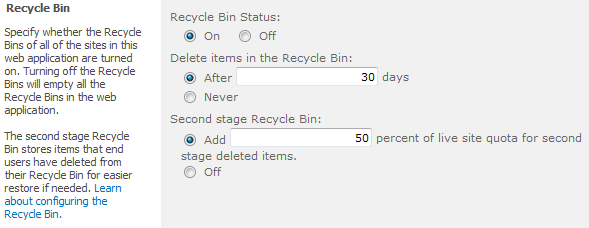 Recycle Bin
Specify whether the Recycle
Bins of all of the sites in this
web application are turned
on. Turning off the Recycle
Bins will empty all the
Recycle Bins in the web
application.
The second stage Recycle
Bin stores items that end
users have deleted from
their Recycle Bin for easier
restore if needed. Learn
about configuring the
Recycle Bin.
Recycle Bin Status:
On Off
Delete items in the Recycle Bin:
After 30 days
Never
Second stage Recycle Bin:
Add 50 percent of live site quota for second
stage deleted items.
Off